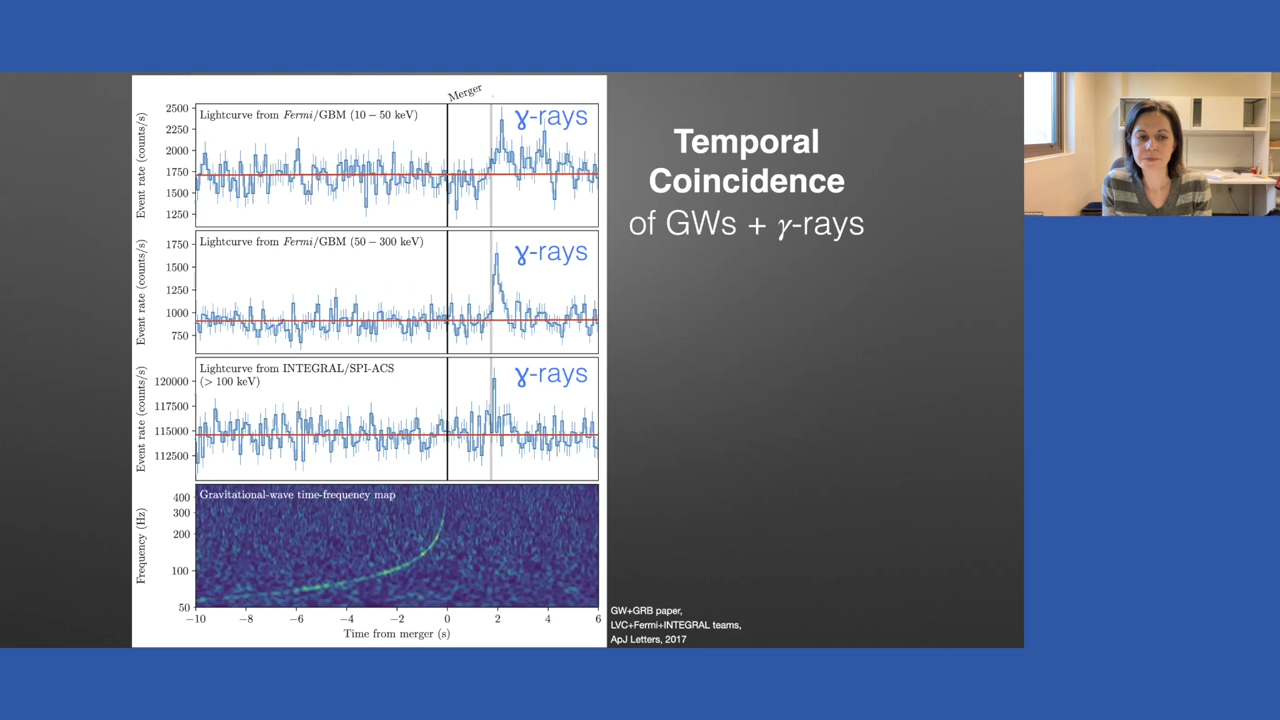 Merger
2500
2250
2000
1750
1500
1250
Event rate (counts/s)
Lightcurve from Fermi/GBM (10 − 50 keV)
γ-rays
1750
1500
1250
1000
750
Event rate (counts/s)
Lightcurve from Fermi/GBM (50 − 300 keV)
γ-rays
120000
117500
115000
112500
Event rate (counts/s)
Lightcurve from INTEGRAL/SPI-ACS
(> 100 keV)
γ-rays
400
300
200
100
50
Frequency (Hz)
Gravitational-wave time-frequency map
−10 −8 −6 −4 −2 0 2 4 6
Time from merger (s)
Temporal
Coincidence
of GWs + γ-rays
GW+GRB paper,
LVC+Fermi+INTEGRAL teams,
ApJ Letters, 2017